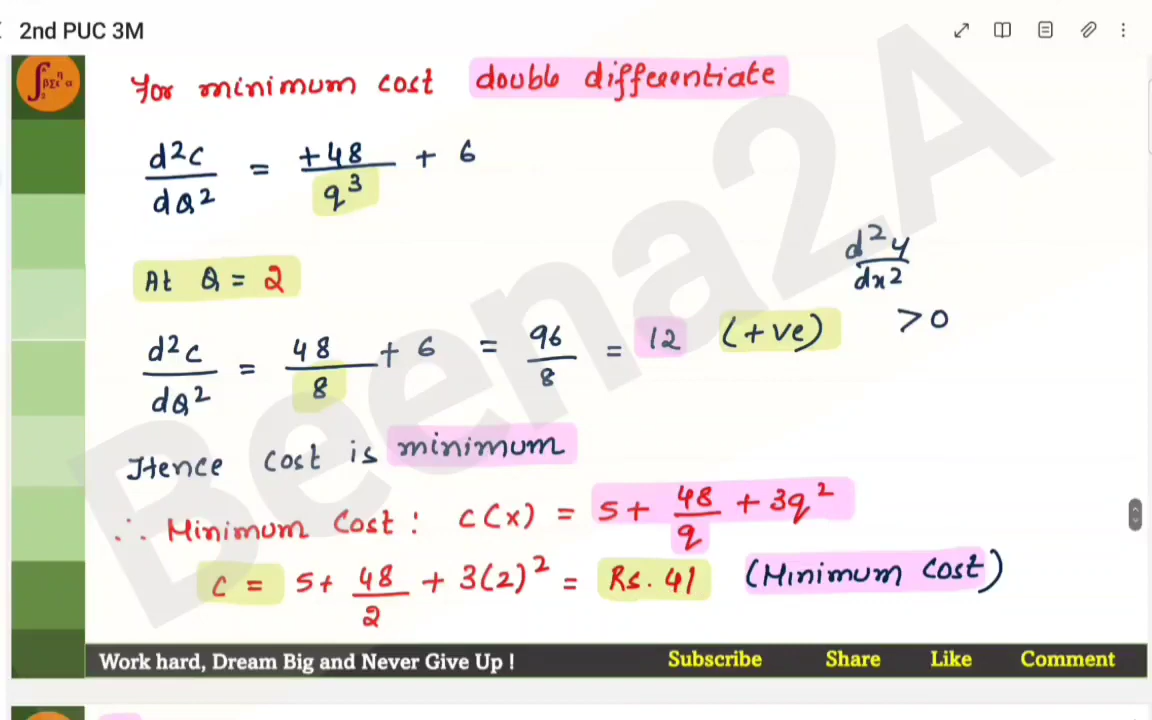 2nd PUC 3M
For minimum cost double differentiate
d²c/dQ² = +48/q³ + 6
At Q = 2
d²y/dx² > 0
d²c/dQ² = 48/8 + 6 = 96/8 = 12 (+ve)
Hence cost is minimum
∴ Minimum Cost : c(x) = 5 + 48/q + 3q²
c = 5 + 48/2 + 3(2)² = Rs. 41 (Minimum cost)
Work hard, Dream Big and Never Give Up ! Subscribe Share Like Comment
Beena2A